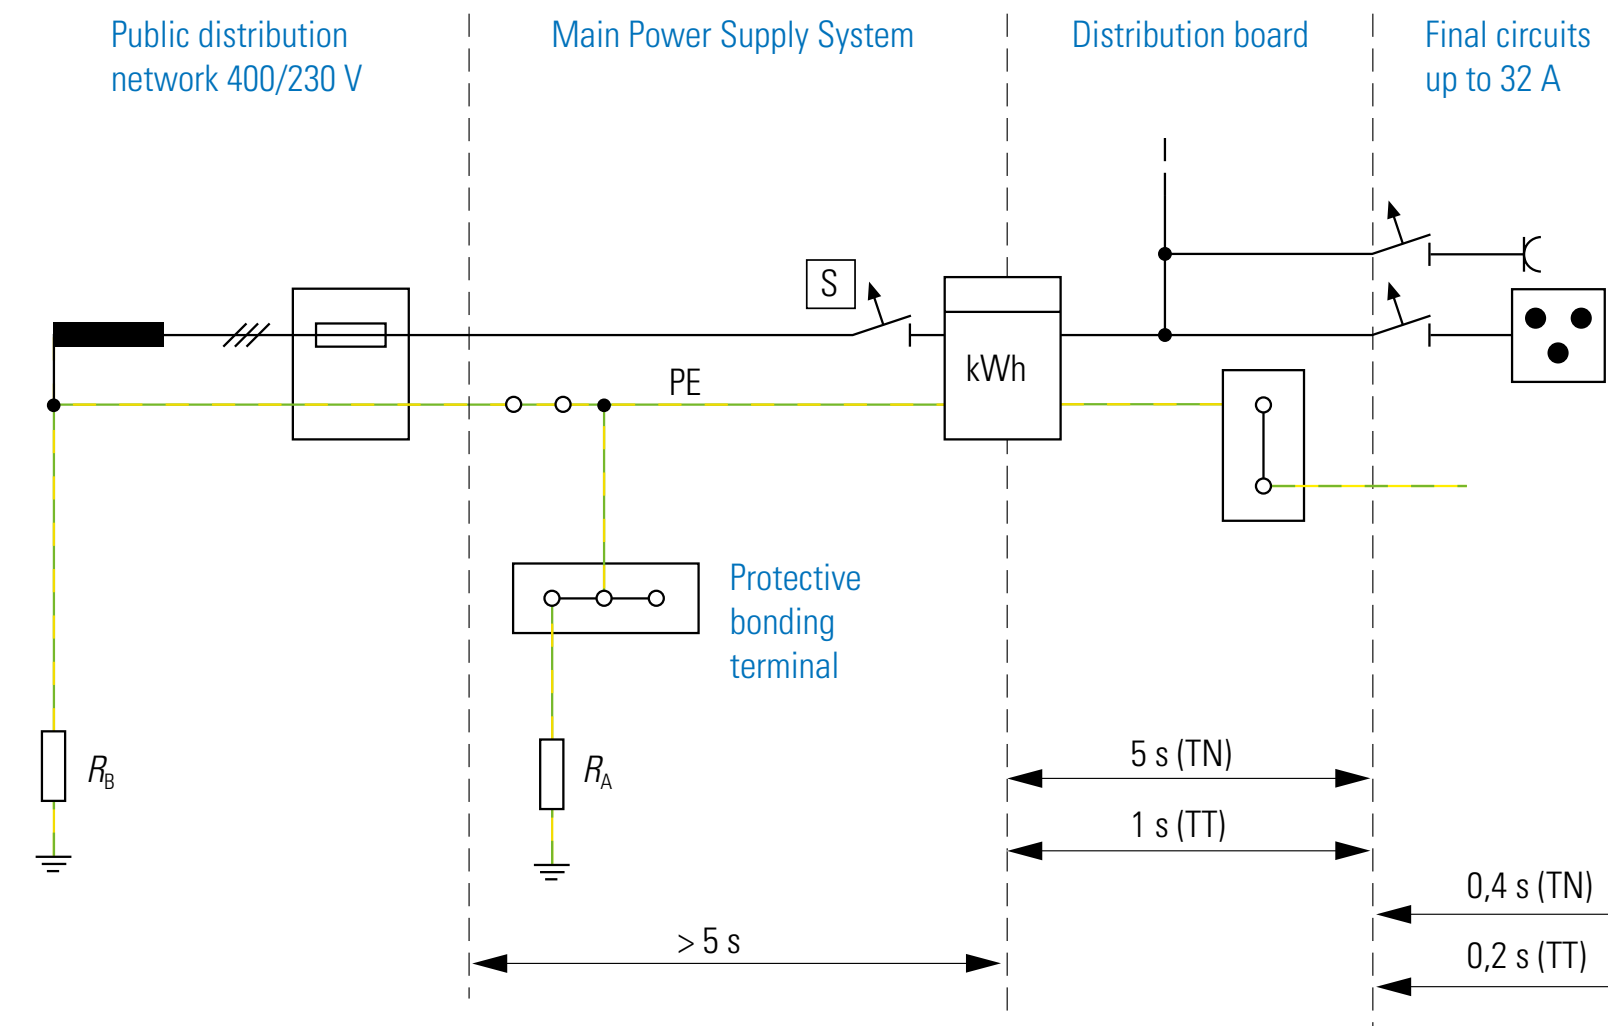 Public distribution
network 400/230 V
Main Power Supply System
Distribution board
Final circuits
up to 32 A
S
kWh
PE
Protective
bonding
terminal
RB
RA
5 s (TN)
1 s (TT)
0,4 s (TN)
> 5 s
0,2 s (TT)